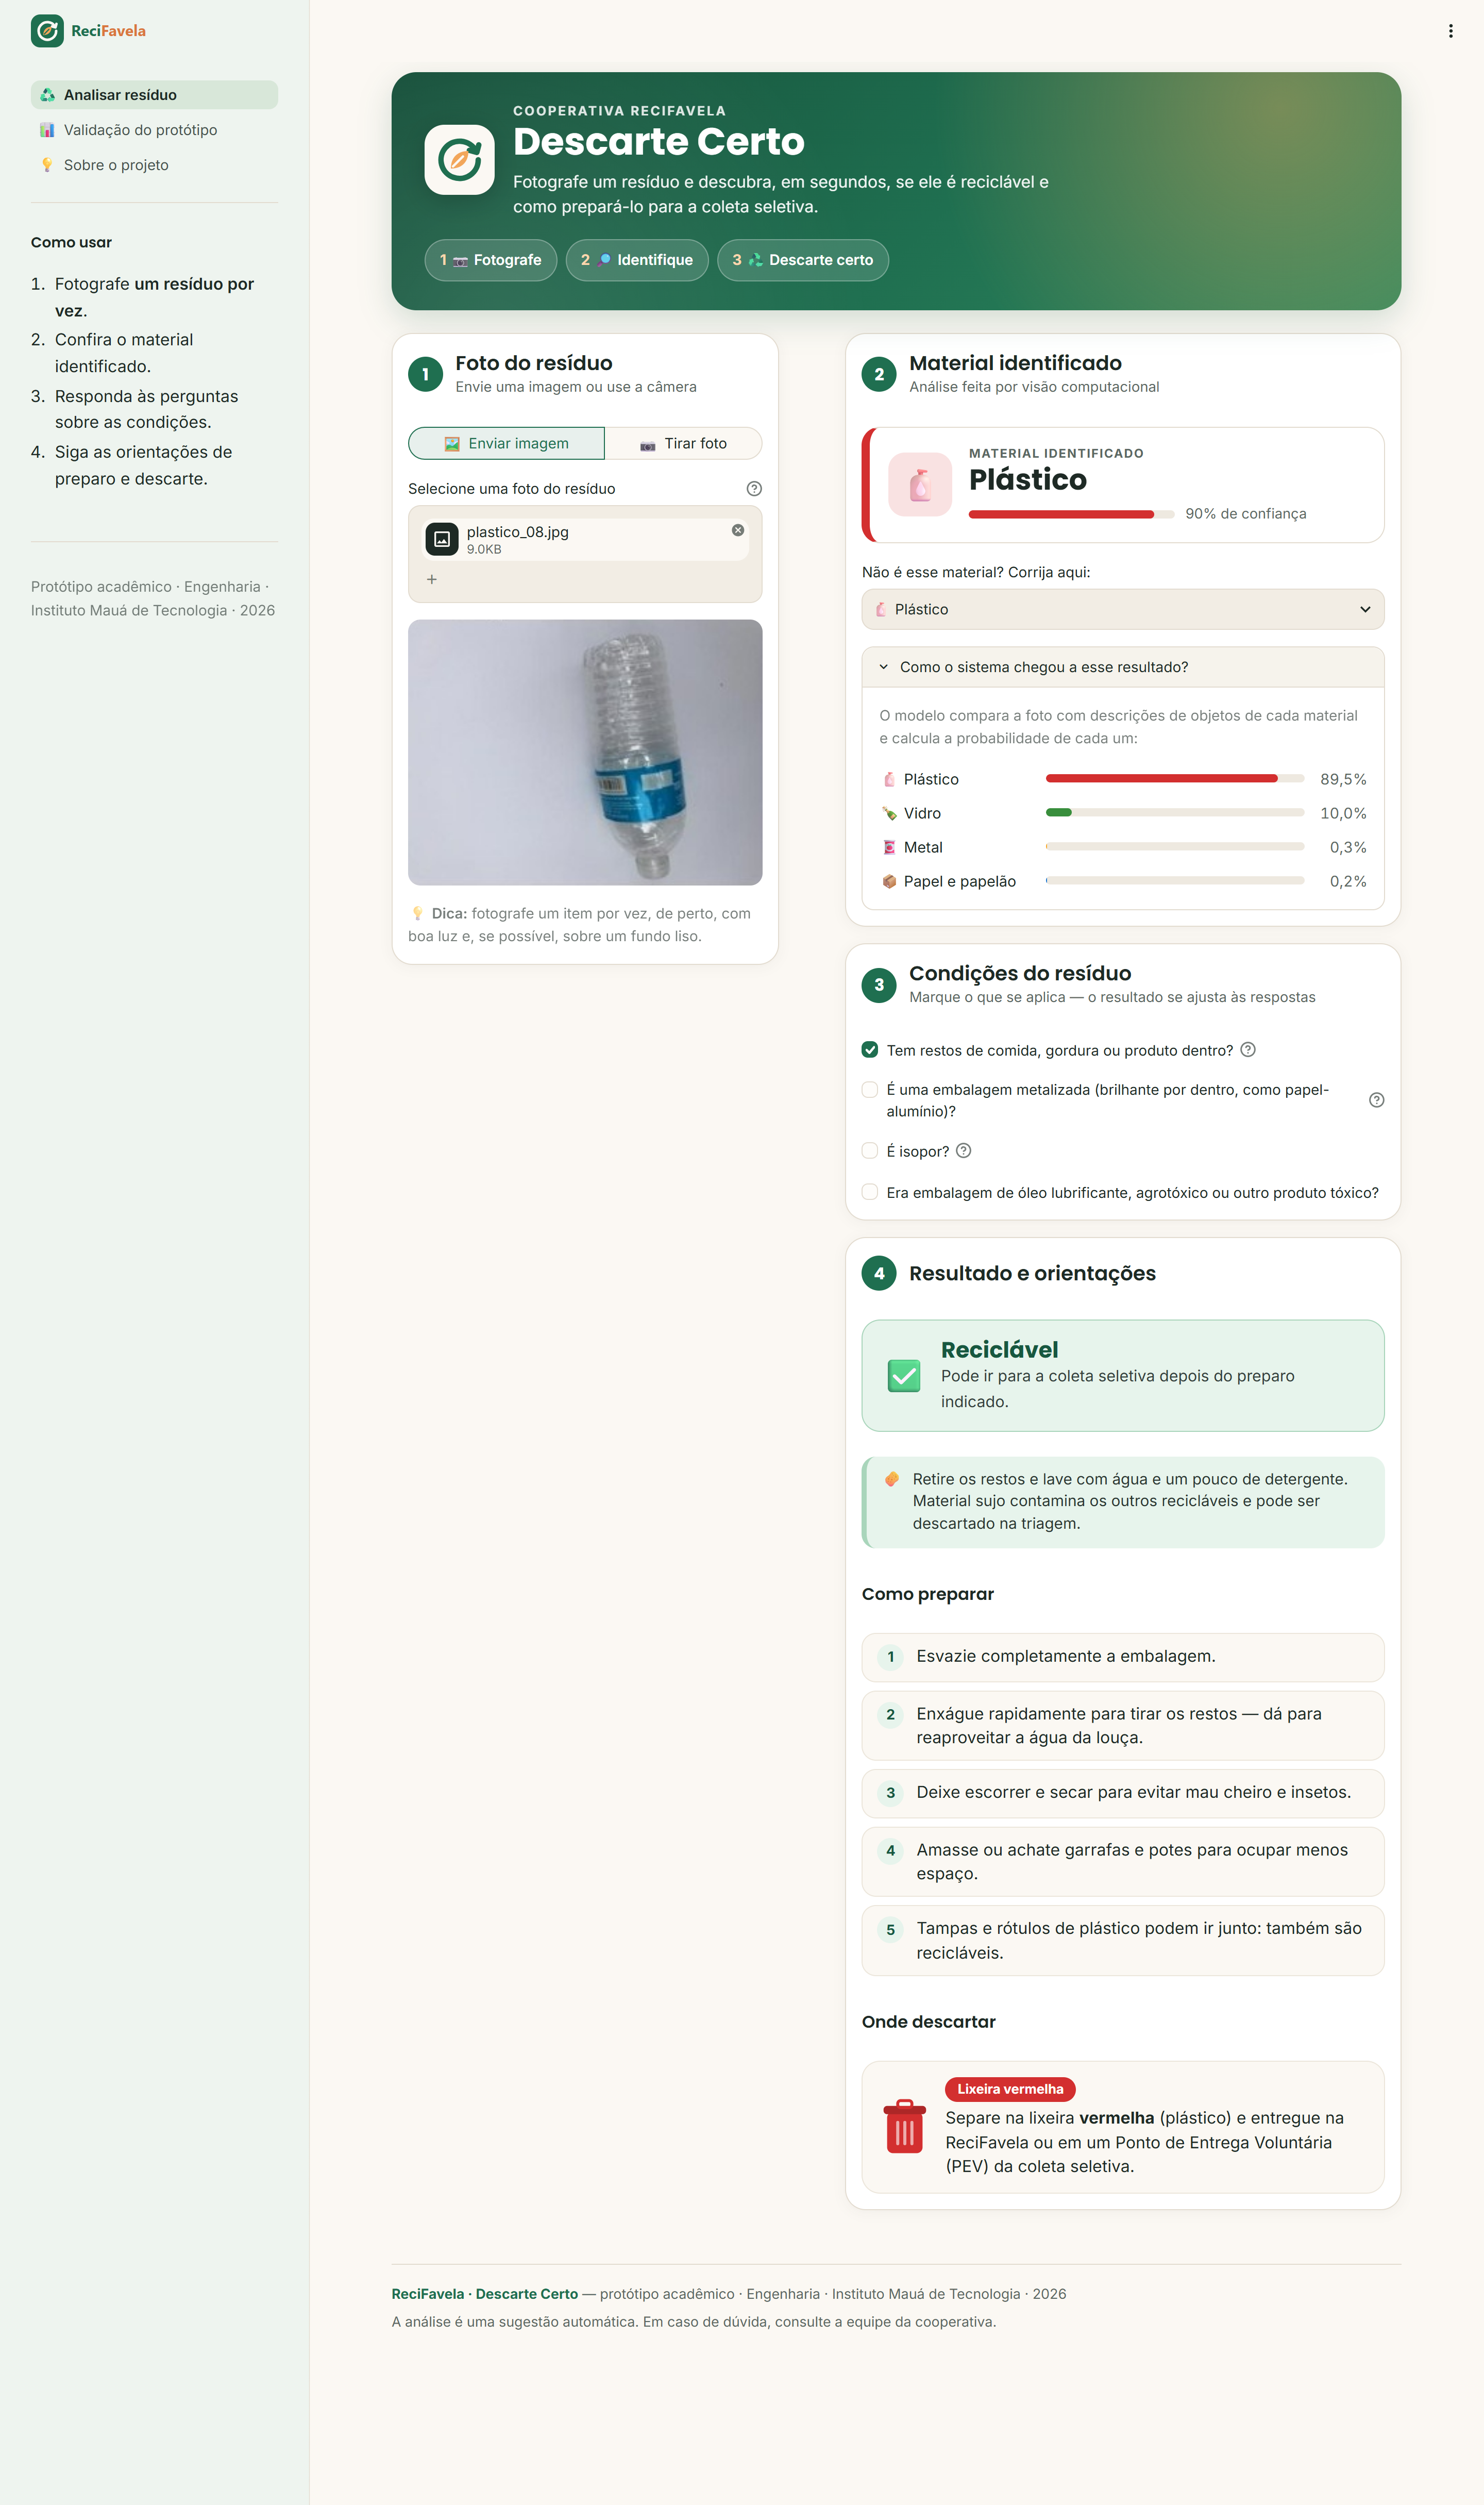 ReciFavela
Analisar resíduo
Validação do protótipo
Sobre o projeto
Como usar
1. Fotografe um resíduo por
vez.
2. Confira o material
identificado.
3. Responda às perguntas
sobre as condições.
4. Siga as orientações de
preparo e descarte.
Protótipo acadêmico · Engenharia ·
Instituto Mauá de Tecnologia · 2026
COOPERATIVA RECIFAVELA
Descarte Certo
Fotografe um resíduo e descubra, em segundos, se ele é reciclável e
como prepará-lo para a coleta seletiva.
1 Fotografe
2 Identifique
3 Descarte certo
1
Foto do resíduo
Envie uma imagem ou use a câmera
Enviar imagem
Tirar foto
Selecione uma foto do resíduo
plastico_08.jpg
9.0KB
Dica: fotografe um item por vez, de perto, com
boa luz e, se possível, sobre um fundo liso.
2
Material identificado
Análise feita por visão computacional
MATERIAL IDENTIFICADO
Plástico
90% de confiança
Não é esse material? Corrija aqui:
Plástico
Como o sistema chegou a esse resultado?
O modelo compara a foto com descrições de objetos de cada material
e calcula a probabilidade de cada um:
Plástico 89,5%
Vidro 10,0%
Metal 0,3%
Papel e papelão 0,2%
3
Condições do resíduo
Marque o que se aplica — o resultado se ajusta às respostas
Tem restos de comida, gordura ou produto dentro?
É uma embalagem metalizada (brilhante por dentro, como papel-
alumínio)?
É isopor?
Era embalagem de óleo lubrificante, agrotóxico ou outro produto tóxico?
4
Resultado e orientações
Reciclável
Pode ir para a coleta seletiva depois do preparo
indicado.
Retire os restos e lave com água e um pouco de detergente.
Material sujo contamina os outros recicláveis e pode ser
descartado na triagem.
Como preparar
1 Esvazie completamente a embalagem.
2 Enxágue rapidamente para tirar os restos — dá para
reaproveitar a água da louça.
3 Deixe escorrer e secar para evitar mau cheiro e insetos.
4 Amasse ou achate garrafas e potes para ocupar menos
espaço.
5 Tampas e rótulos de plástico podem ir junto: também são
recicláveis.
Onde descartar
Lixeira vermelha
Separe na lixeira vermelha (plástico) e entregue na
ReciFavela ou em um Ponto de Entrega Voluntária
(PEV) da coleta seletiva.
ReciFavela · Descarte Certo — protótipo acadêmico · Engenharia · Instituto Mauá de Tecnologia · 2026
A análise é uma sugestão automática. Em caso de dúvida, consulte a equipe da cooperativa.